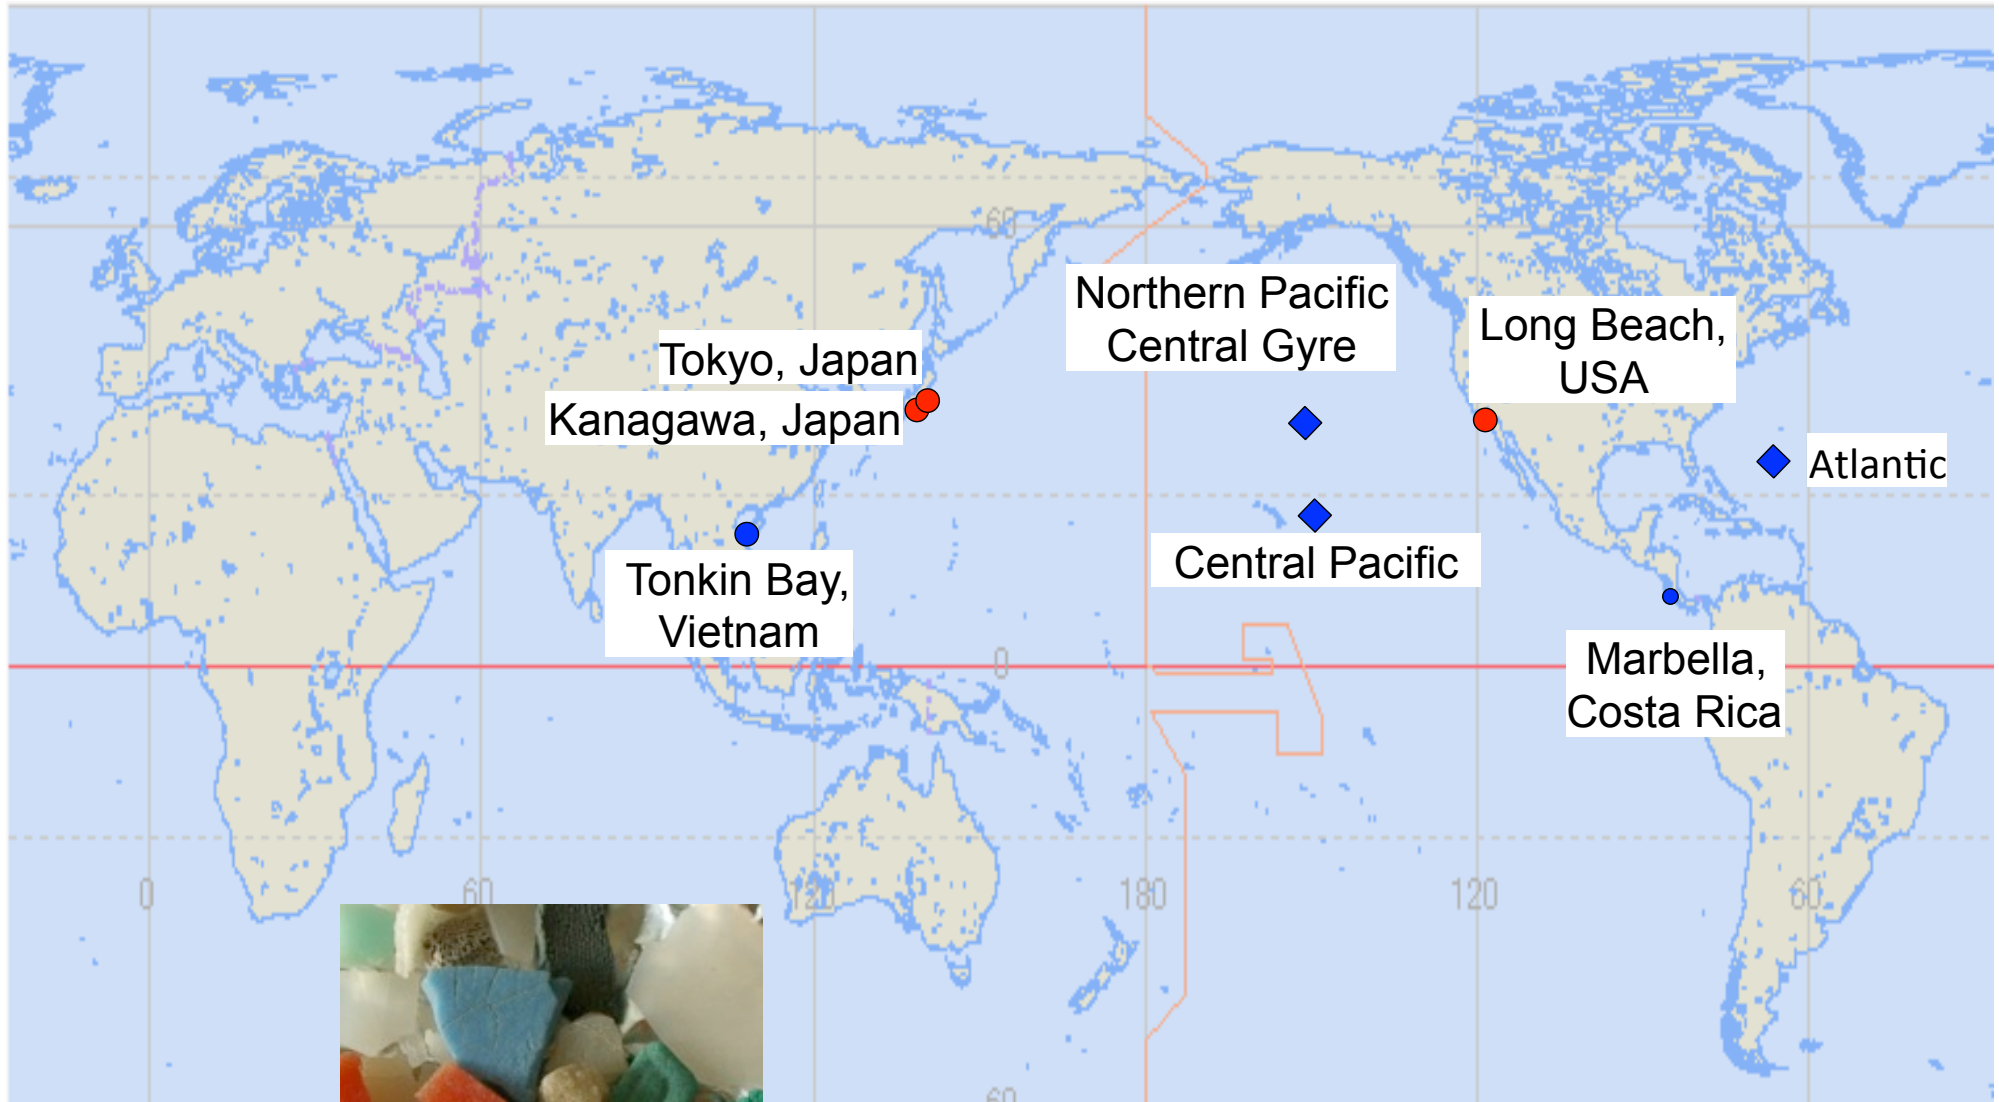 60
Northern Pacific
Central Gyre
Long Beach,
USA
Tokyo, Japan
Kanagawa, Japan
Atlantic
Central Pacific
Tonkin Bay,
Vietnam
0
Marbella,
Costa Rica
0
60
120
180
120
60
60